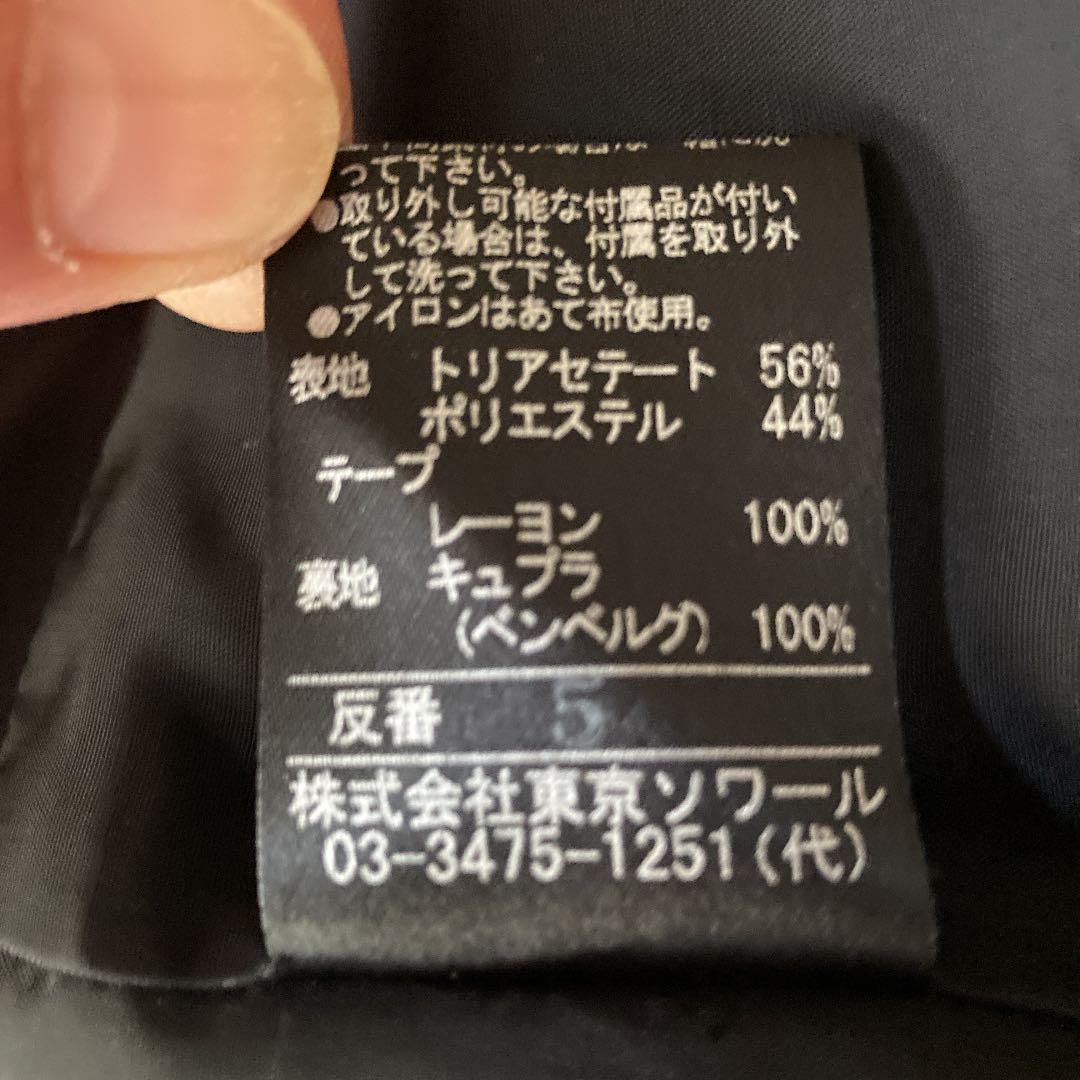 って下さい。
●取り外し可能な付属品が付い
ている場合は、付属を取り外
して洗って下さい。
●アイロンはあて布使用。
表地 トリアセテート 56%
ポリエステル 44%
テープ
レーヨン 100%
裏地 キュプラ
(ベンベルグ) 100%
反番 5
株式会社東京ソワール
03-3475-1251(代)